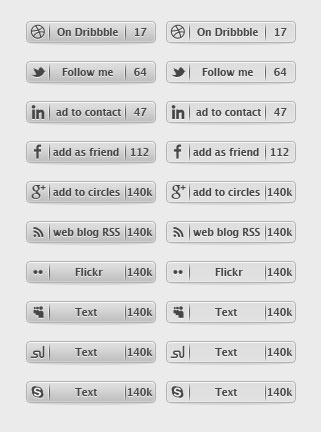 On Dribbble 17 On Dribbble 17
Follow me 64 Follow me 64
in ad to contact 47 in ad to contact 47
f add as friend 112 f add as friend 112
g+ add to circles 140k g+ add to circles 140k
web blog RSS 140k web blog RSS 140k
Flickr 140k Flickr 140k
Text 140k Text 140k
Text 140k Text 140k
Text 140k Text 140k